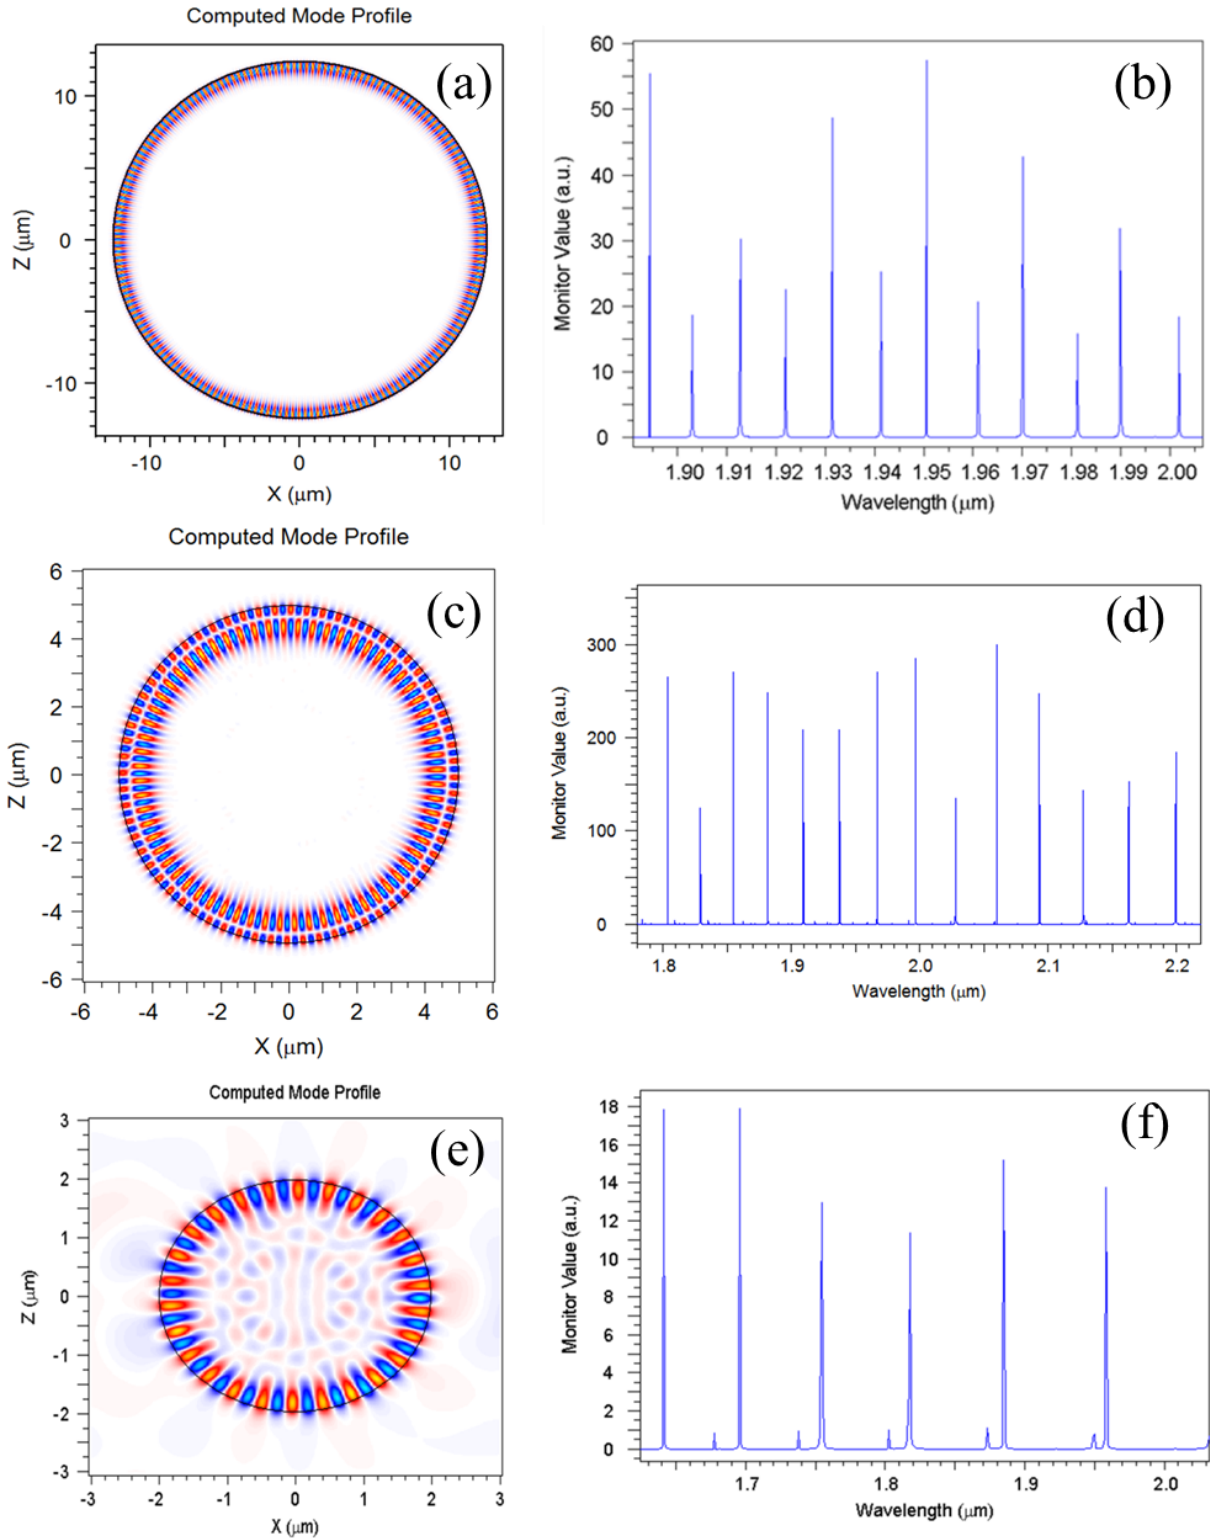 Computed Mode Profile
(a)
10
0
-10
Z (μm)
-10 0 10
X (μm)
(b)
60
50
40
30
20
10
0
Monitor Value (a.u.)
1.90 1.91 1.92 1.93 1.94 1.95 1.96 1.97 1.98 1.99 2.00
Wavelength (μm)
Computed Mode Profile
(c)
6
4
2
0
-2
-4
-6
Z (μm)
-6 -4 -2 0 2 4 6
X (μm)
(d)
300
200
100
0
Monitor Value (a.u.)
1.8 1.9 2.0 2.1 2.2
Wavelength (μm)
Computed Mode Profile
(e)
3
2
1
0
-1
-2
-3
Z (μm)
-3 -2 -1 0 1 2 3
X (μm)
(f)
18
16
14
12
10
8
6
4
2
0
Monitor Value (a.u.)
1.7 1.8 1.9 2.0
Wavelength (μm)